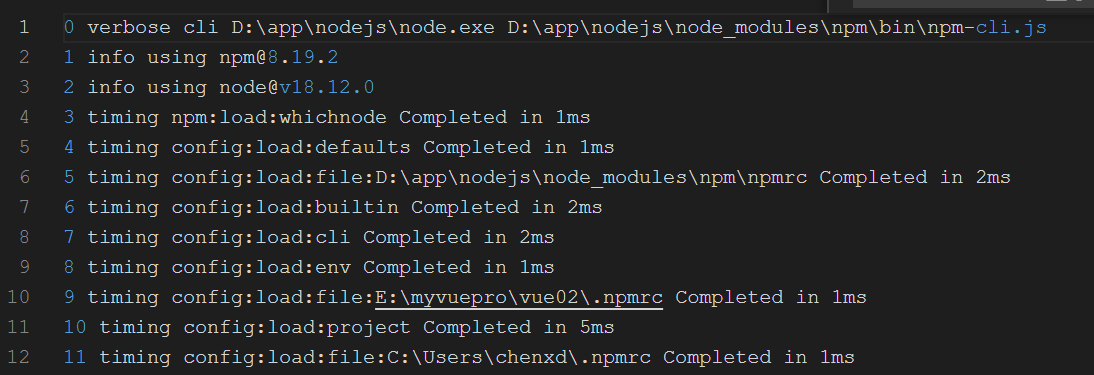 1 0 verbose cli D:\app\nodejs\node.exe D:\app\nodejs\node_modules\npm\bin\npm-cli.js
2 1 info using npm@8.19.2
3 2 info using node@v18.12.0
4 3 timing npm:load:whichnode Completed in 1ms
5 4 timing config:load:defaults Completed in 1ms
6 5 timing config:load:file:D:\app\nodejs\node_modules\npm\npmrc Completed in 2ms
7 6 timing config:load:builtin Completed in 2ms
8 7 timing config:load:cli Completed in 2ms
9 8 timing config:load:env Completed in 1ms
10 9 timing config:load:file:E:\myvuepro\vue02\.npmrc Completed in 1ms
11 10 timing config:load:project Completed in 5ms
12 11 timing config:load:file:C:\Users\chenxd\.npmrc Completed in 1ms